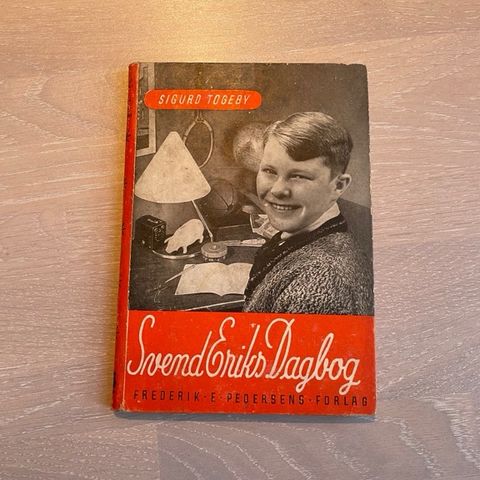 SIGURD TOGEBY
Svend Eriks Dagbog
FREDERIK · E · PEDERSENS · FORLAG